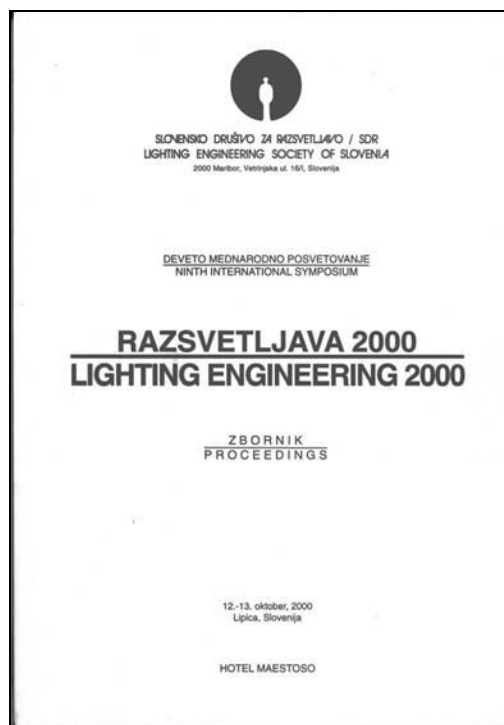 SLOVENSKO DRUŠTVO ZA RAZSVETLJAVO / SDR
LIGHTING ENGINEERING SOCIETY OF SLOVENIA
2000 Maribor, Vetrinjska ul. 16/I, Slovenija
DEVETO MEDNARODNO POSVETOVANJE
NINTH INTERNATIONAL SYMPOSIUM
RAZSVETLJAVA 2000
LIGHTING ENGINEERING 2000
ZBORNIK
PROCEEDINGS
12.-13. oktober, 2000
Lipica, Slovenija
HOTEL MAESTOSO